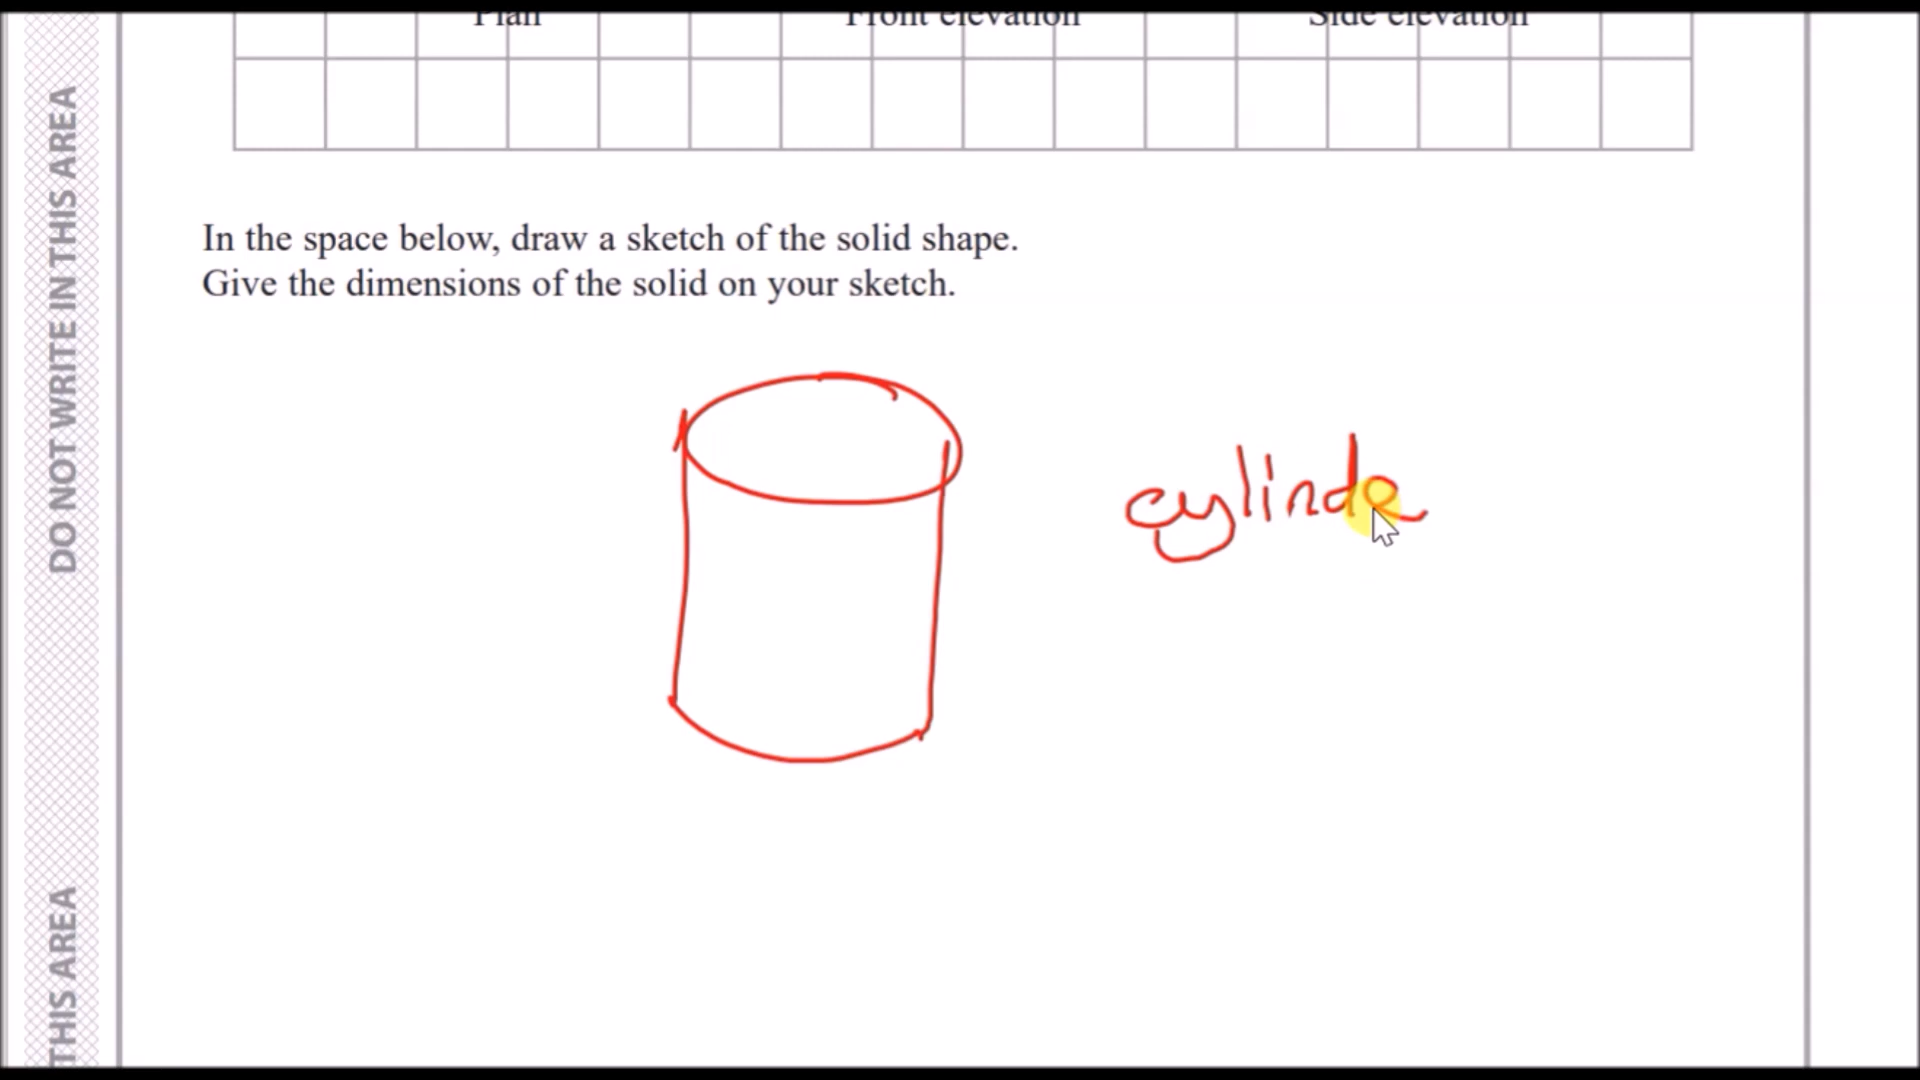 Plan Front elevation Side elevation
In the space below, draw a sketch of the solid shape.
Give the dimensions of the solid on your sketch.
cylinde
DO NOT WRITE IN THIS AREA
THIS AREA